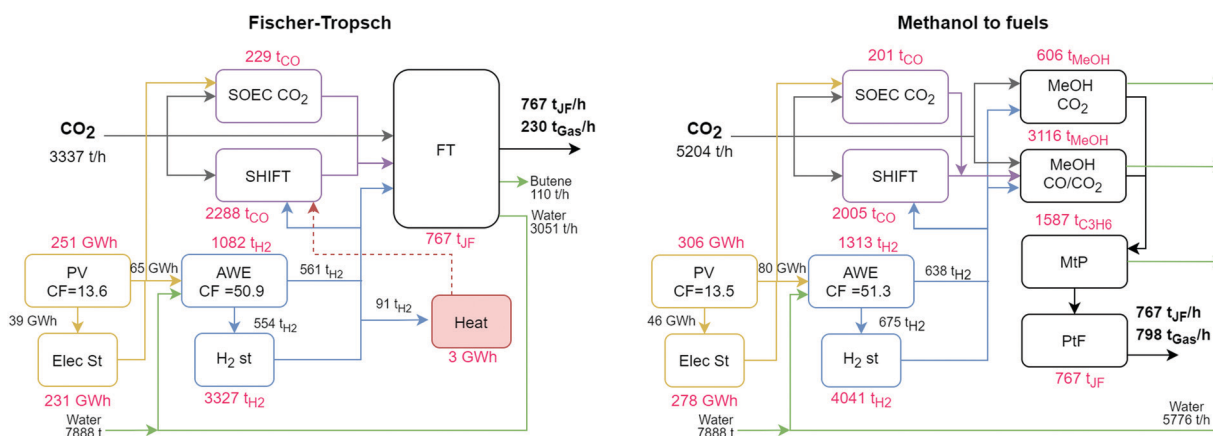 Fischer-Tropsch
229 tCO
SOEC CO2
CO2
3337 t/h
SHIFT
2288 tCO
FT
767 tJF
767 tJF/h
230 tGas/h
Butene
110 t/h
Water
3051 t/h
251 GWh
PV
CF=13.6
65 GWh
1082 tH2
AWE
CF =50.9
561 tH2
39 GWh
554 tH2
91 tH2
Heat
3 GWh
Elec St
231 GWh
H2 st
3327 tH2
Water
7888 t
Methanol to fuels
201 tCO
SOEC CO2
CO2
5204 t/h
SHIFT
2005 tCO
606 tMeOH
MeOH
CO2
3116 tMeOH
MeOH
CO/CO2
1587 tC3H6
MtP
PtF
767 tJF
767 tJF/h
798 tGas/h
306 GWh
PV
CF=13.5
80 GWh
1313 tH2
AWE
CF =51.3
638 tH2
46 GWh
675 tH2
Elec St
278 GWh
H2 st
4041 tH2
Water
7888 t
Water
5776 t/h